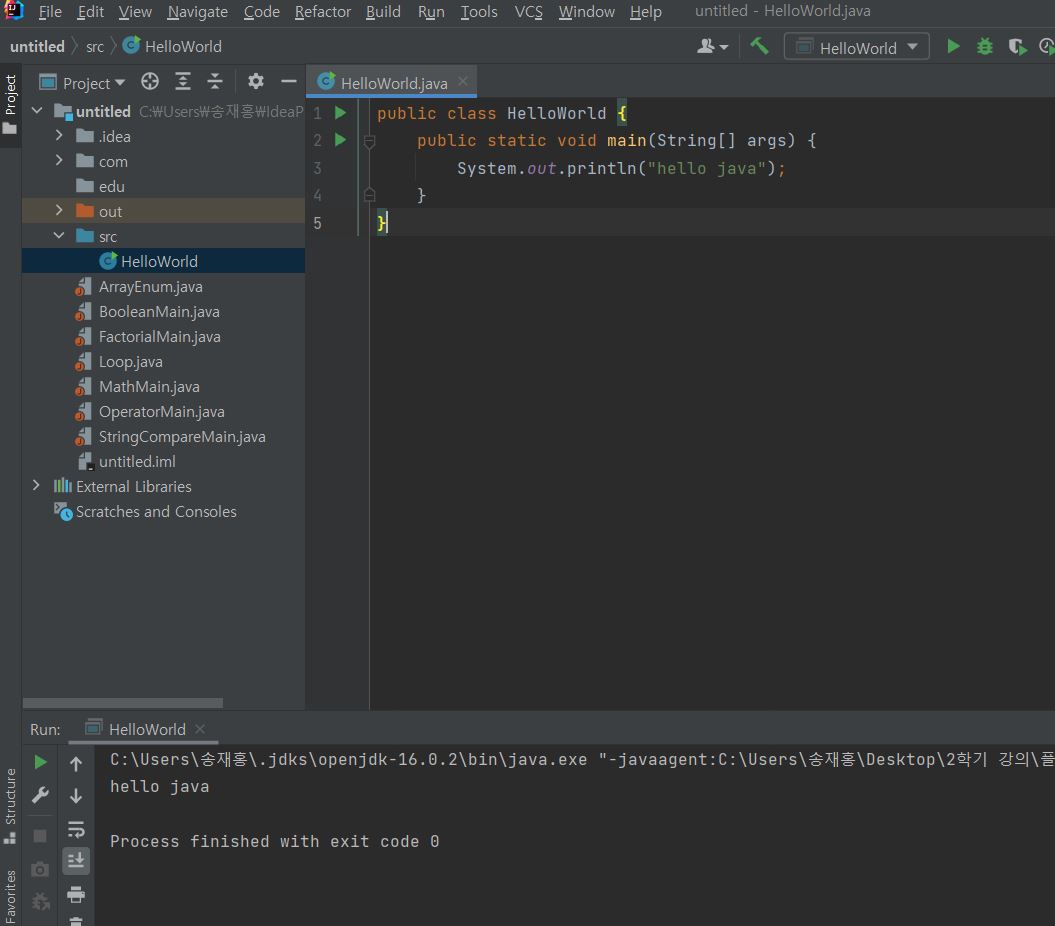 File Edit View Navigate Code Refactor Build Run Tools VCS Window Help untitled - HelloWorld.java
untitled src HelloWorld HelloWorld
Project
Project HelloWorld.java
untitled C:₩Users₩송재홍₩IdeaP
.idea
com
edu
out
src
HelloWorld
ArrayEnum.java
BooleanMain.java
FactorialMain.java
Loop.java
MathMain.java
OperatorMain.java
StringCompareMain.java
untitled.iml
External Libraries
Scratches and Consoles
1 public class HelloWorld {
2 public static void main(String[] args) {
3 System.out.println("hello java");
4 }
5 }
Run: HelloWorld
C:\Users\송재홍\.jdks\openjdk-16.0.2\bin\java.exe "-javaagent:C:\Users\송재홍\Desktop\2학기 강의\플
hello java
Process finished with exit code 0
Structure
Favorites